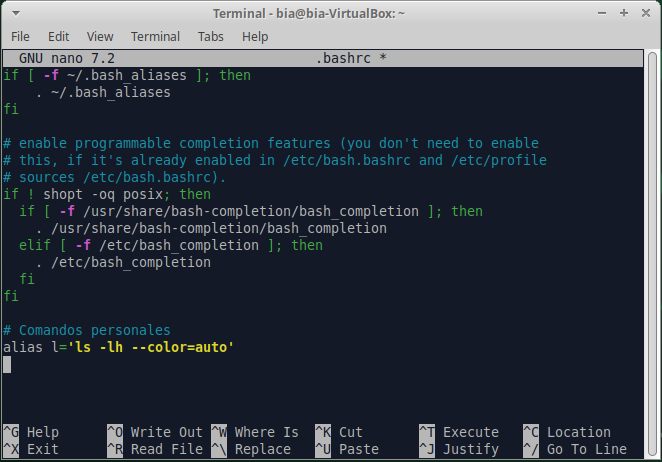 Terminal - bia@bia-VirtualBox: ~
File Edit View Terminal Tabs Help
GNU nano 7.2 .bashrc *
if [ -f ~/.bash_aliases ]; then
    . ~/.bash_aliases
fi

# enable programmable completion features (you don't need to enable
# this, if it's already enabled in /etc/bash.bashrc and /etc/profile
# sources /etc/bash.bashrc).
if ! shopt -oq posix; then
  if [ -f /usr/share/bash-completion/bash_completion ]; then
    . /usr/share/bash-completion/bash_completion
  elif [ -f /etc/bash_completion ]; then
    . /etc/bash_completion
  fi
fi

# Comandos personales
alias l='ls -lh --color=auto'

^G Help ^O Write Out ^W Where Is ^K Cut ^T Execute ^C Location
^X Exit ^R Read File ^\ Replace ^U Paste ^J Justify ^/ Go To Line